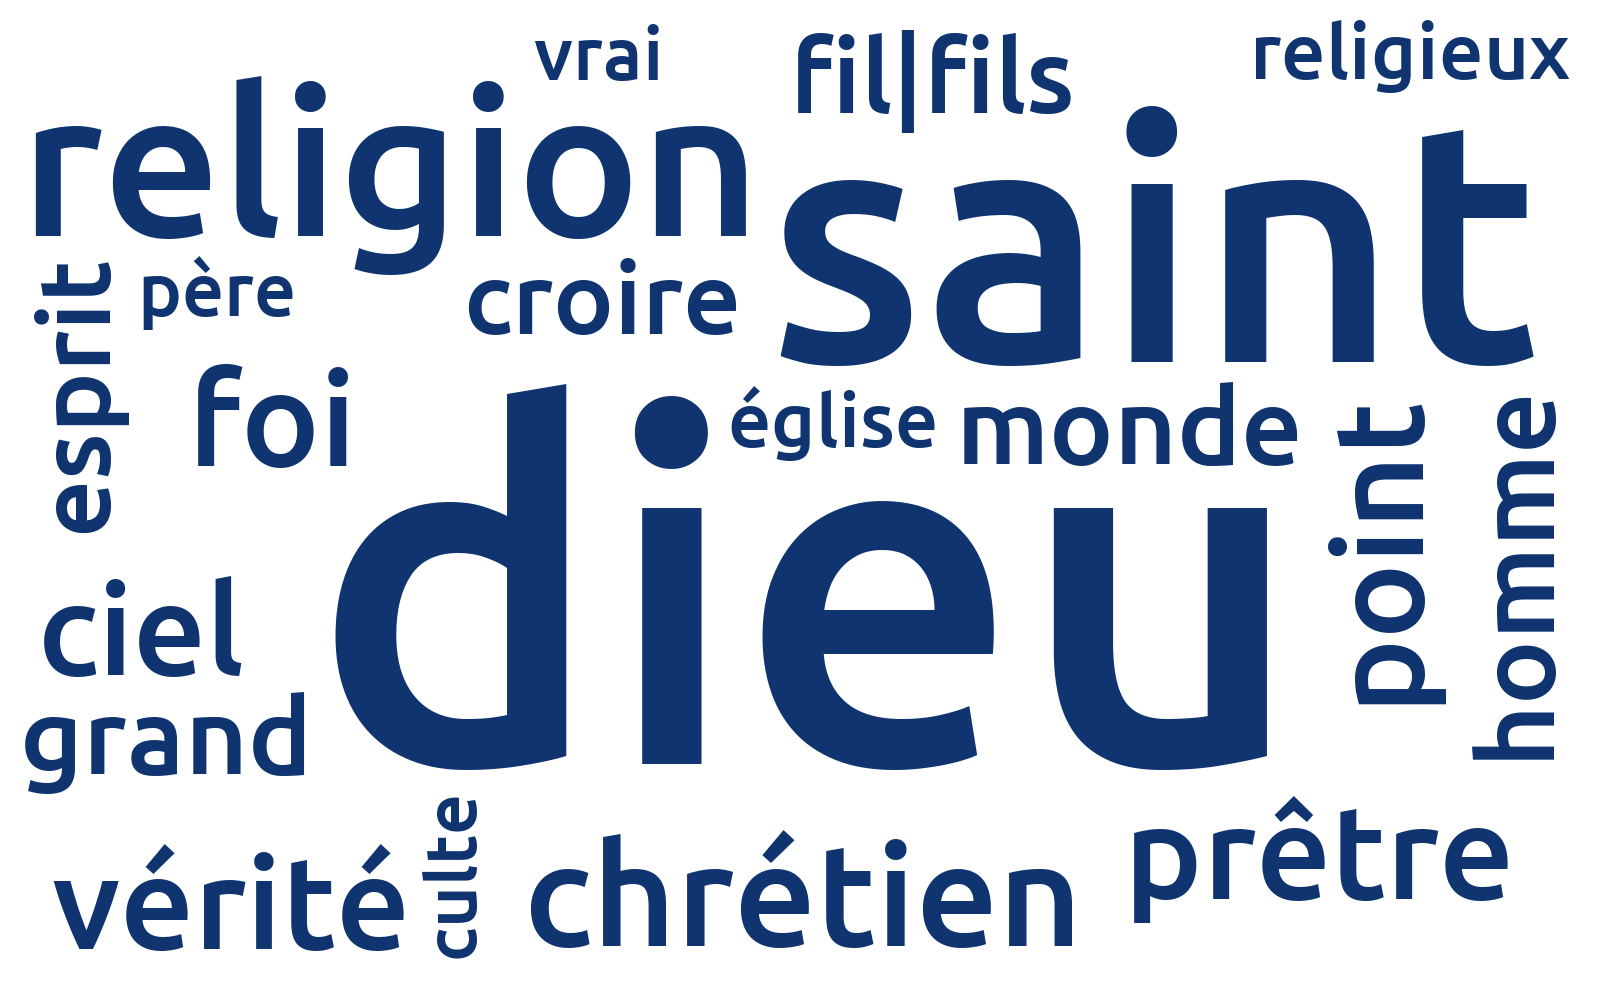 vrai
fil|fils
religieux
religion
saint
esprit
père
croire
foi
dieu
église
monde
point
homme
ciel
grand
vérité
culte
chrétien
prêtre